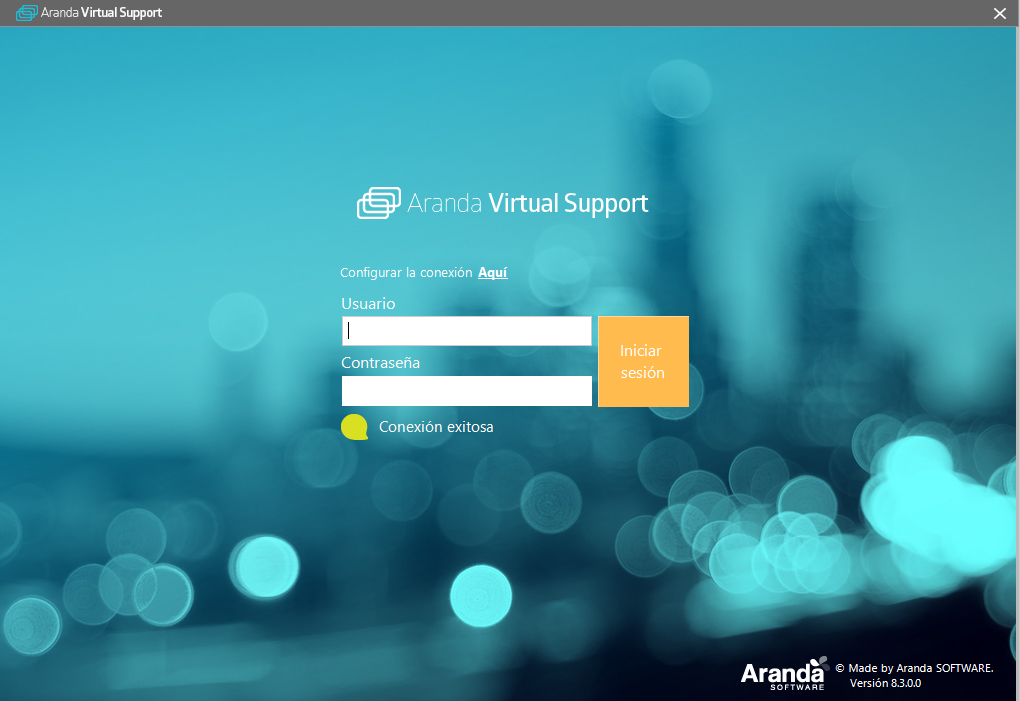 Aranda Virtual Support
Aranda Virtual Support
Configurar la conexión Aquí
Usuario
Iniciar
sesión
Contraseña
Conexión exitosa
Aranda
SOFTWARE
© Made by Aranda SOFTWARE.
Versión 8.3.0.0